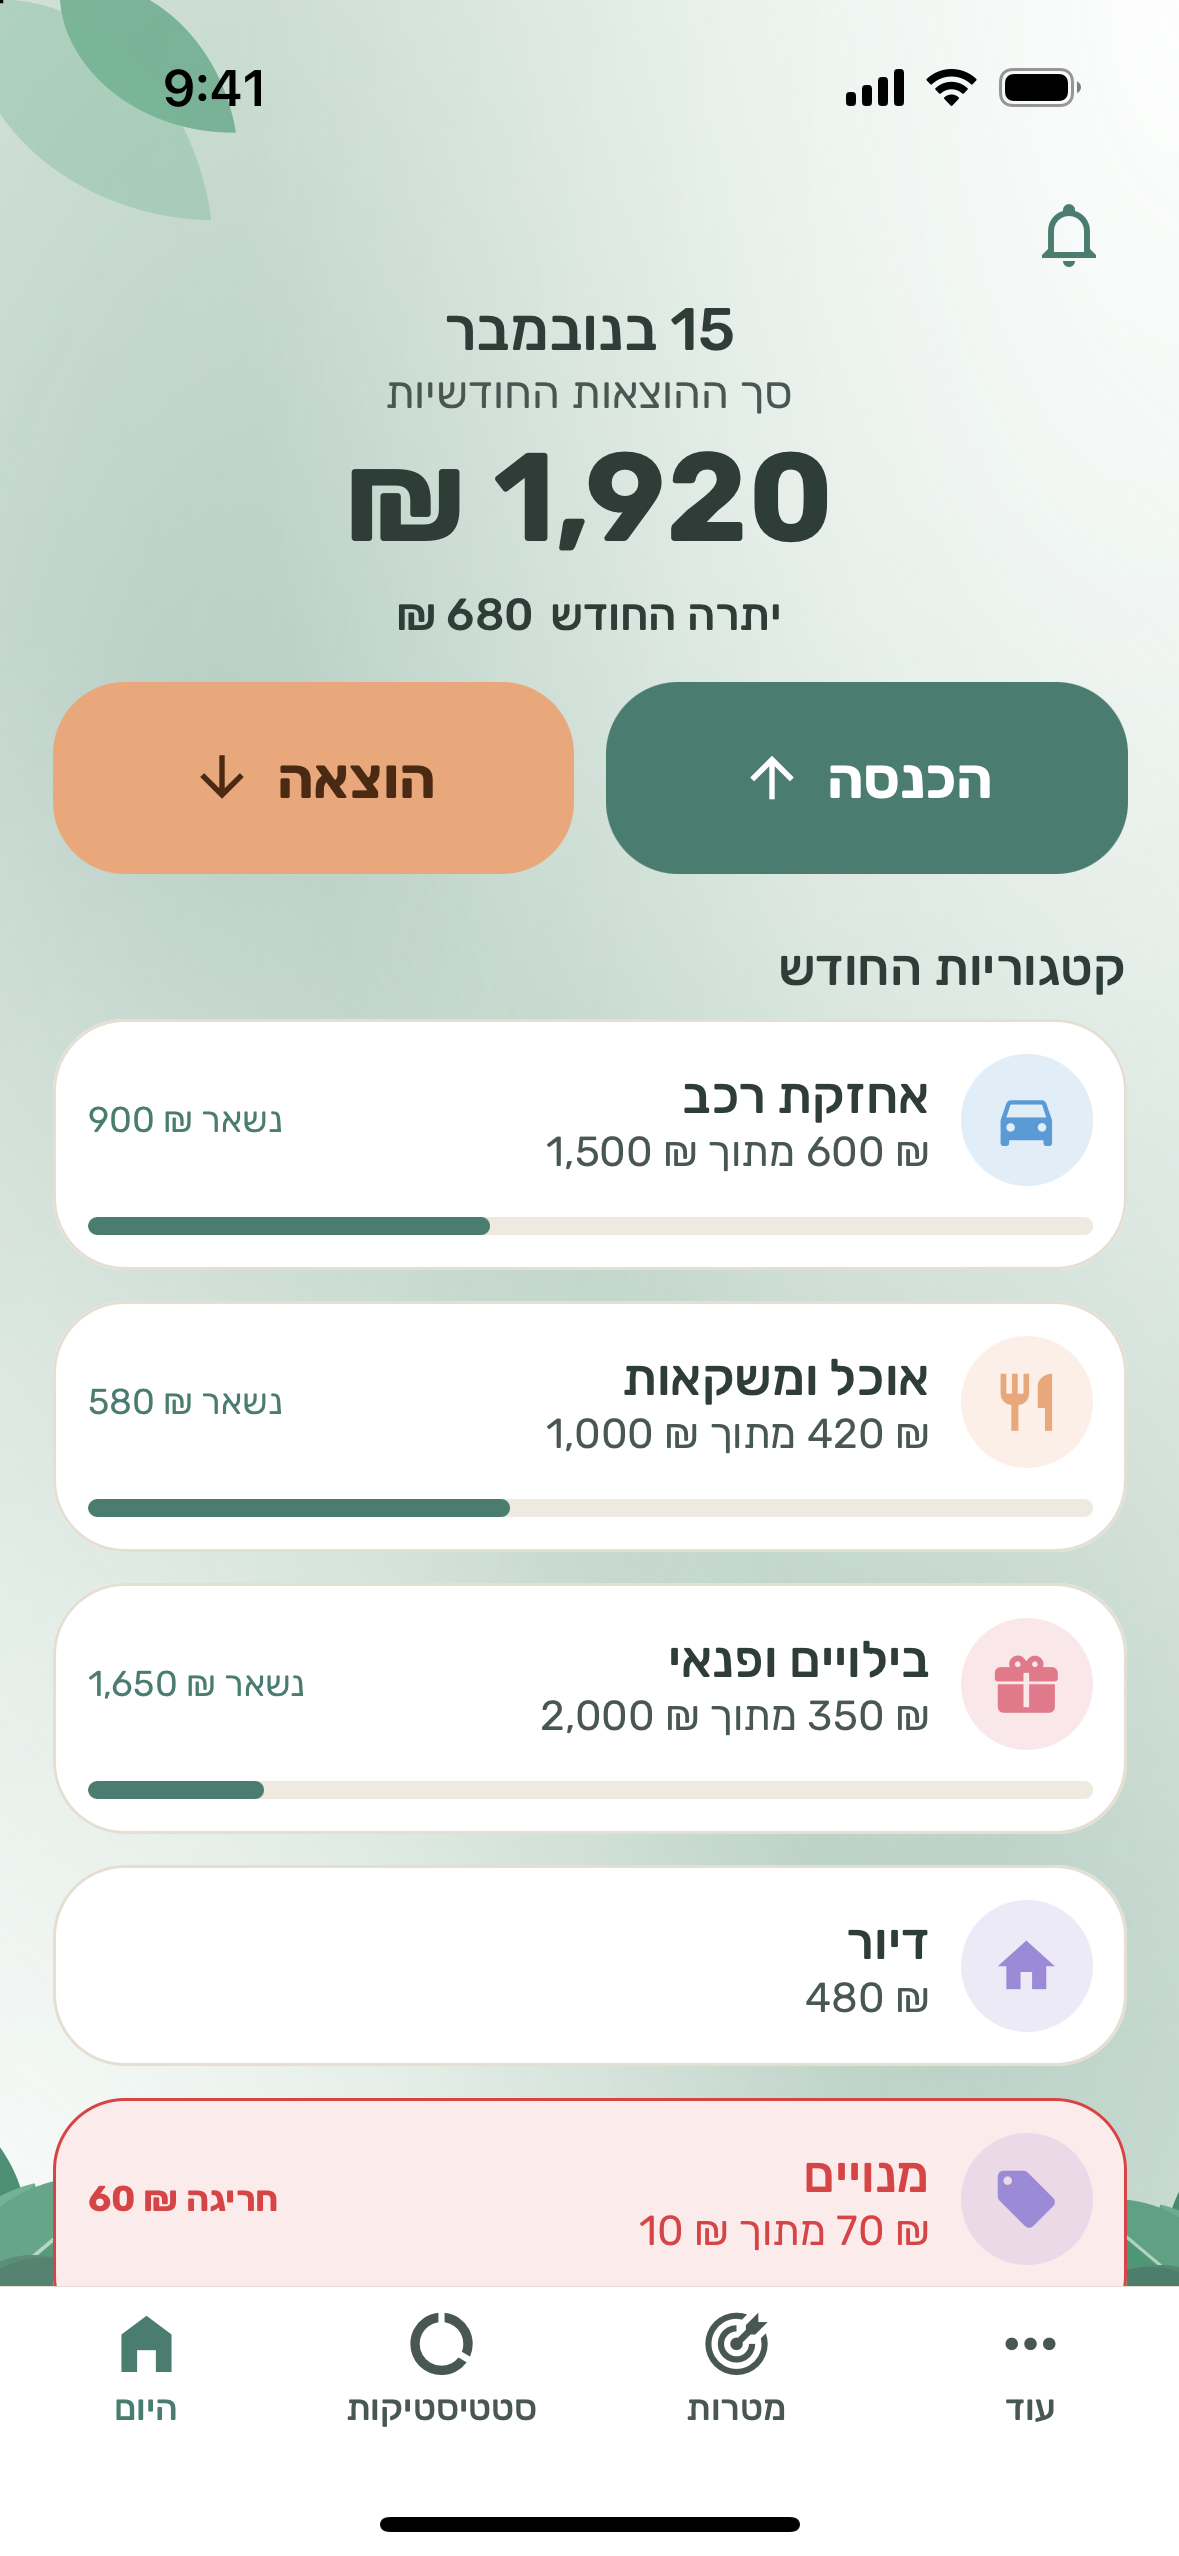 9:41
15 בנובמבר
סך ההוצאות החודשיות
1,920 ₪
יתרה החודש 680 ₪
הכנסה
הוצאה
קטגוריות החודש
אחזקת רכב
₪ 600 מתוך ₪ 1,500
נשאר ₪ 900
אוכל ומשקאות
₪ 420 מתוך ₪ 1,000
נשאר ₪ 580
בילויים ופנאי
₪ 350 מתוך ₪ 2,000
נשאר ₪ 1,650
דיור
₪ 480
מנויים
₪ 70 מתוך ₪ 10
חריגה ₪ 60
עוד
מטרות
סטטיסטיקות
היום